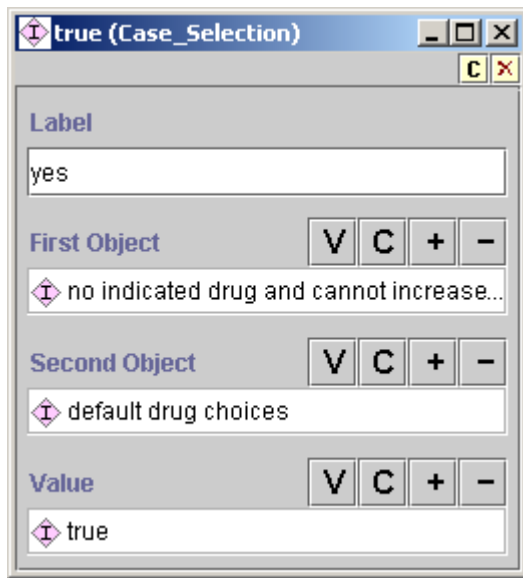 true (Case_Selection)
C
Label
yes
First Object V C + −
no indicated drug and cannot increase...
Second Object V C + −
default drug choices
Value V C + −
true